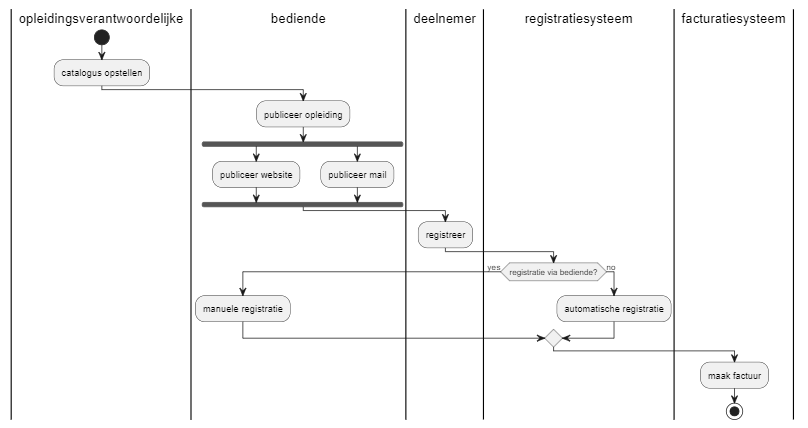 opleidingsverantwoordelijke
bediende
deelnemer
registratiesysteem
facturatiesysteem
catalogus opstellen
publiceer opleiding
publiceer website
publiceer mail
registreer
yes
registratie via bediende?
no
manuele registratie
automatische registratie
maak factuur